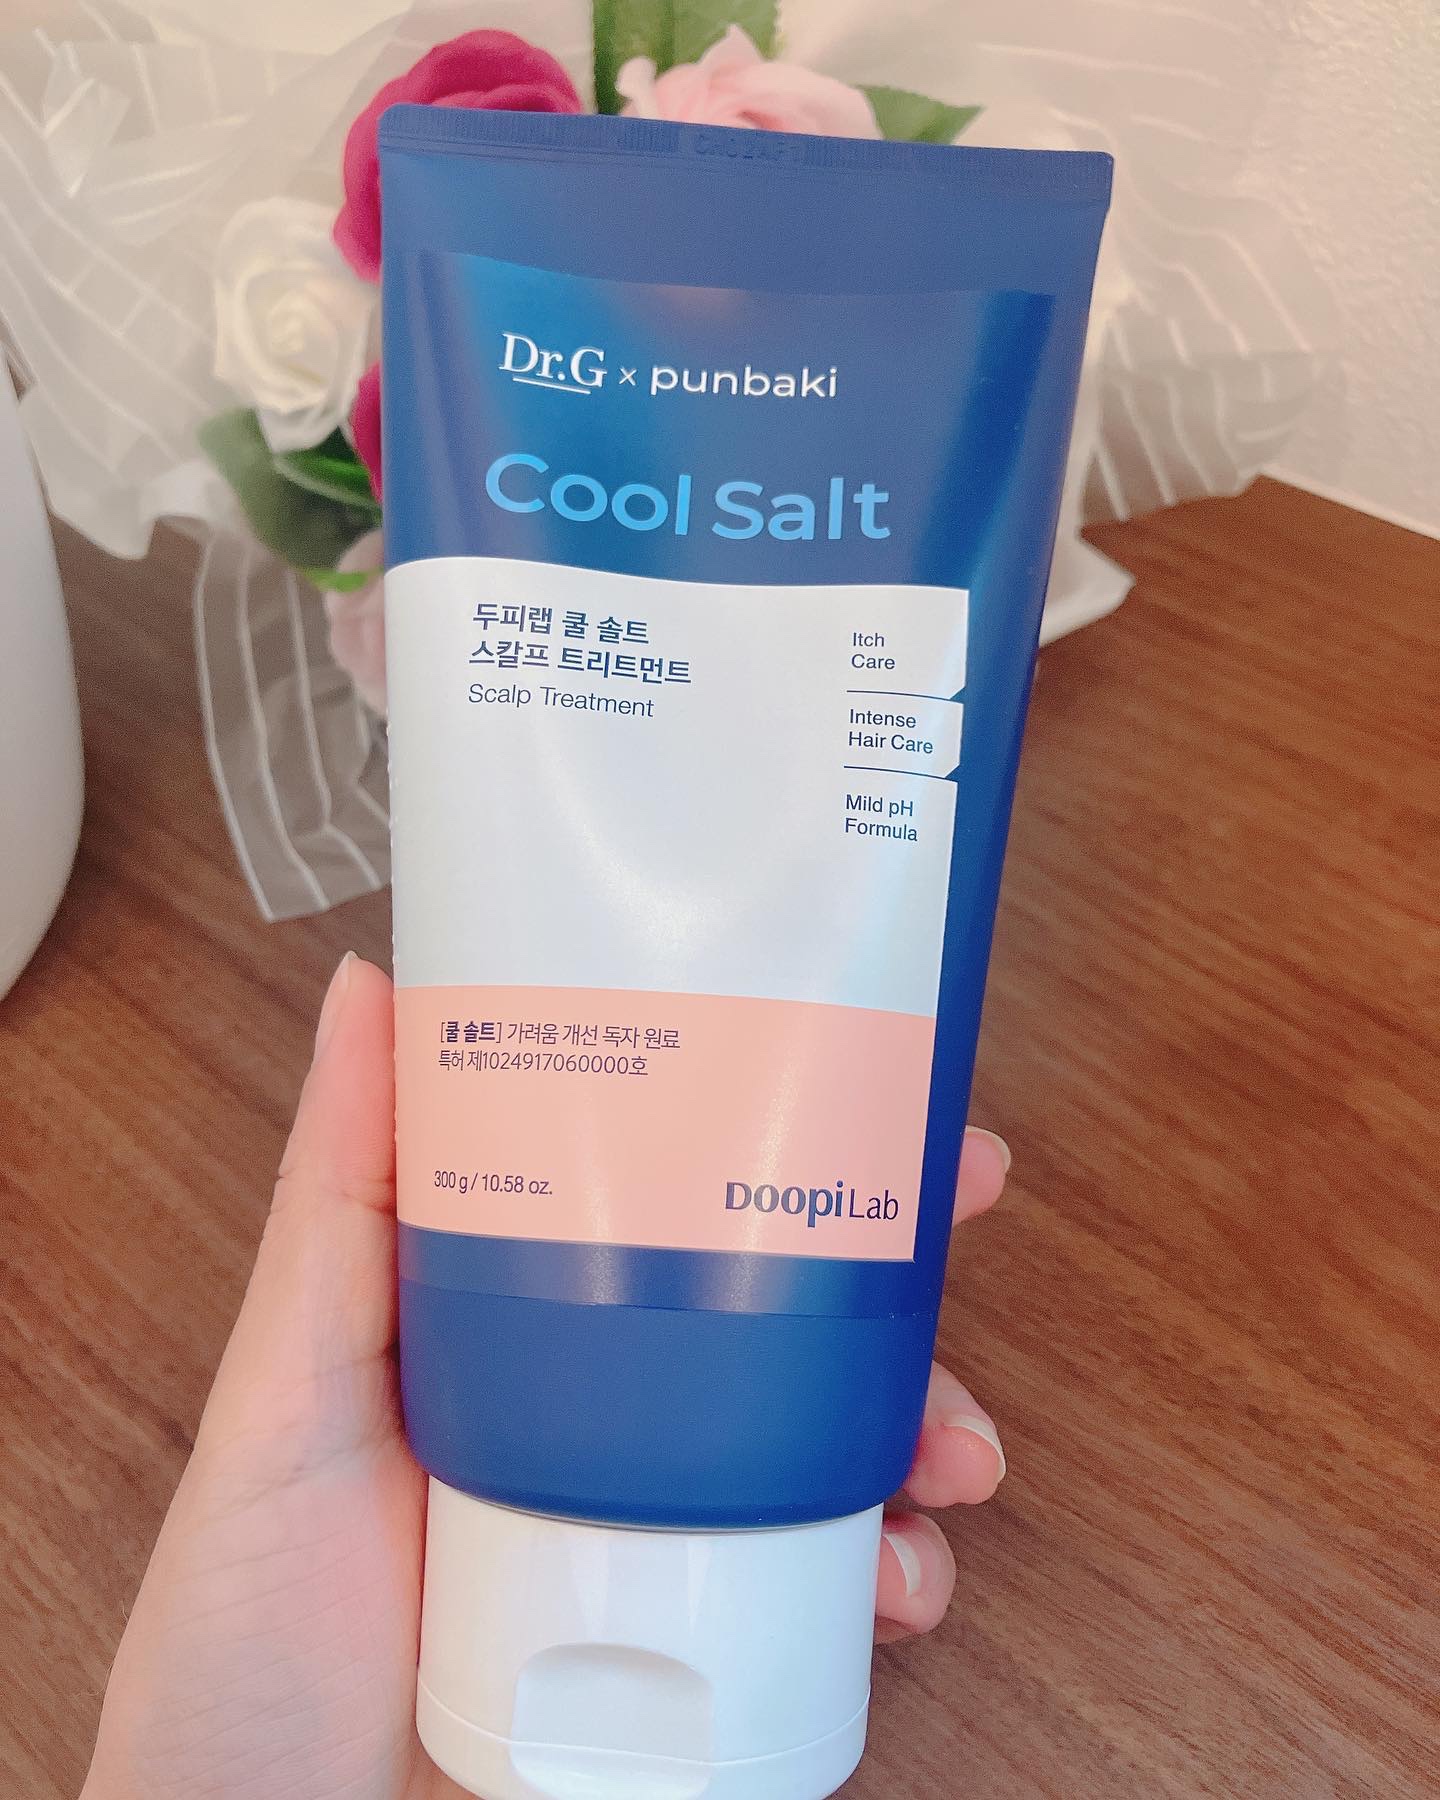 Dr.G x punbaki
Cool Salt
두피랩 쿨 솔트
스칼프 트리트먼트
Scalp Treatment
Itch
Care
Intense
Hair Care
Mild pH
Formula
[쿨 솔트] 가려움 개선 독자 원료
특허 제1024917060000호
300 g / 10.58 oz.
DOOpi Lab